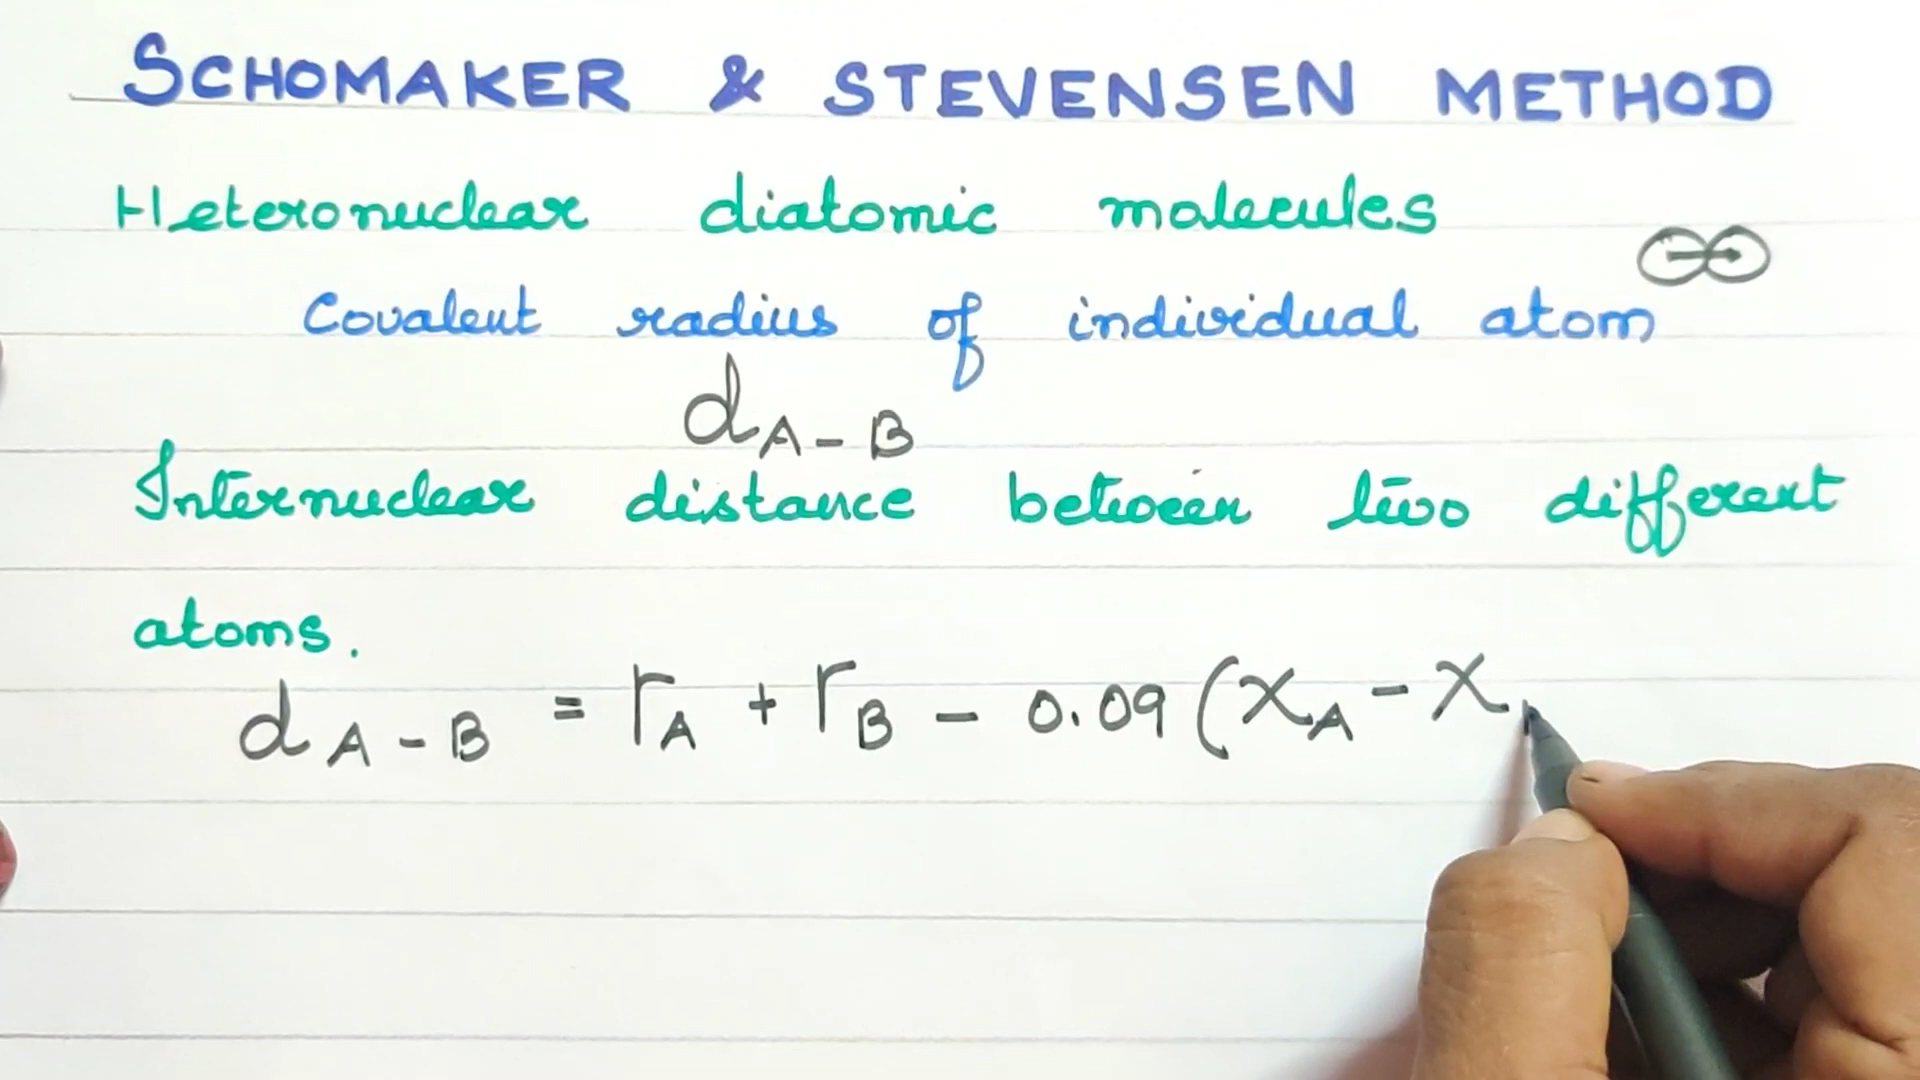 SCHOMAKER & STEVENSEN METHOD
Heteronuclear diatomic molecules
Covalent radius of individual atom
dA-B
Internuclear distance between two different
atoms.
dA-B = rA + rB - 0.09 (XA - X